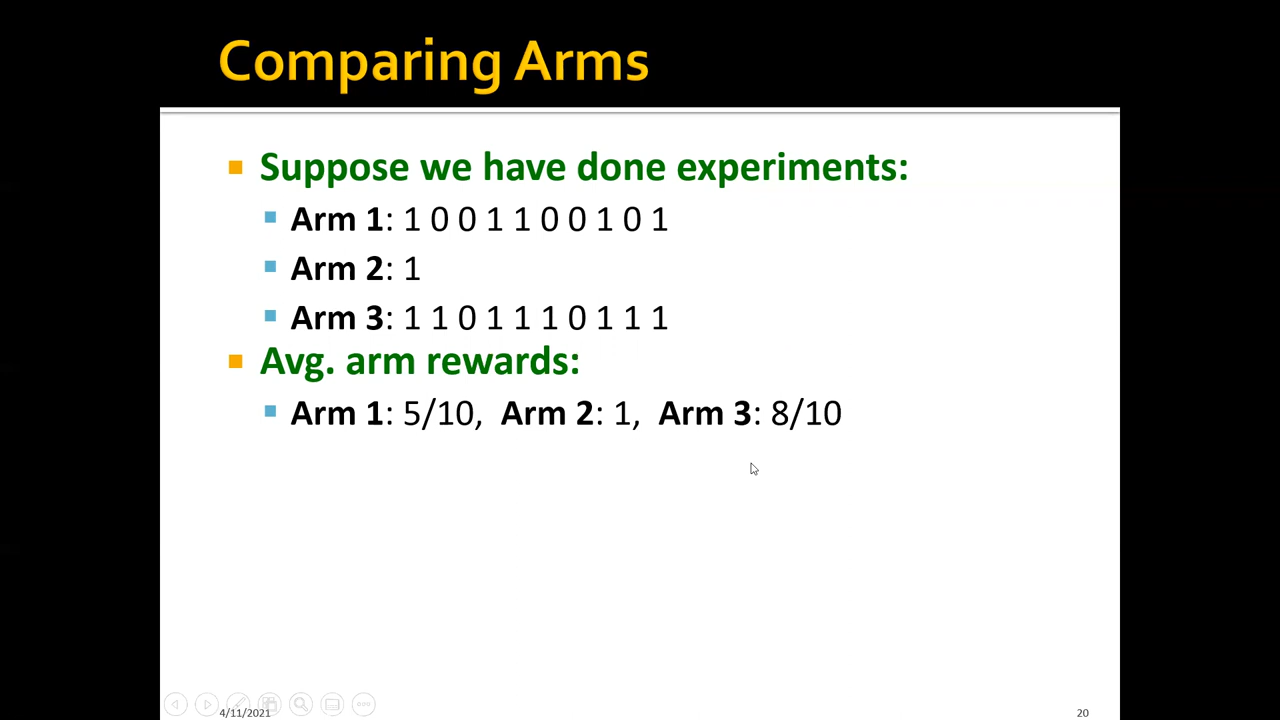 Comparing Arms
Suppose we have done experiments:
Arm 1: 1 0 0 1 1 0 0 1 0 1
Arm 2: 1
Arm 3: 1 1 0 1 1 1 0 1 1 1
Avg. arm rewards:
Arm 1: 5/10, Arm 2: 1, Arm 3: 8/10
4/11/2021
20